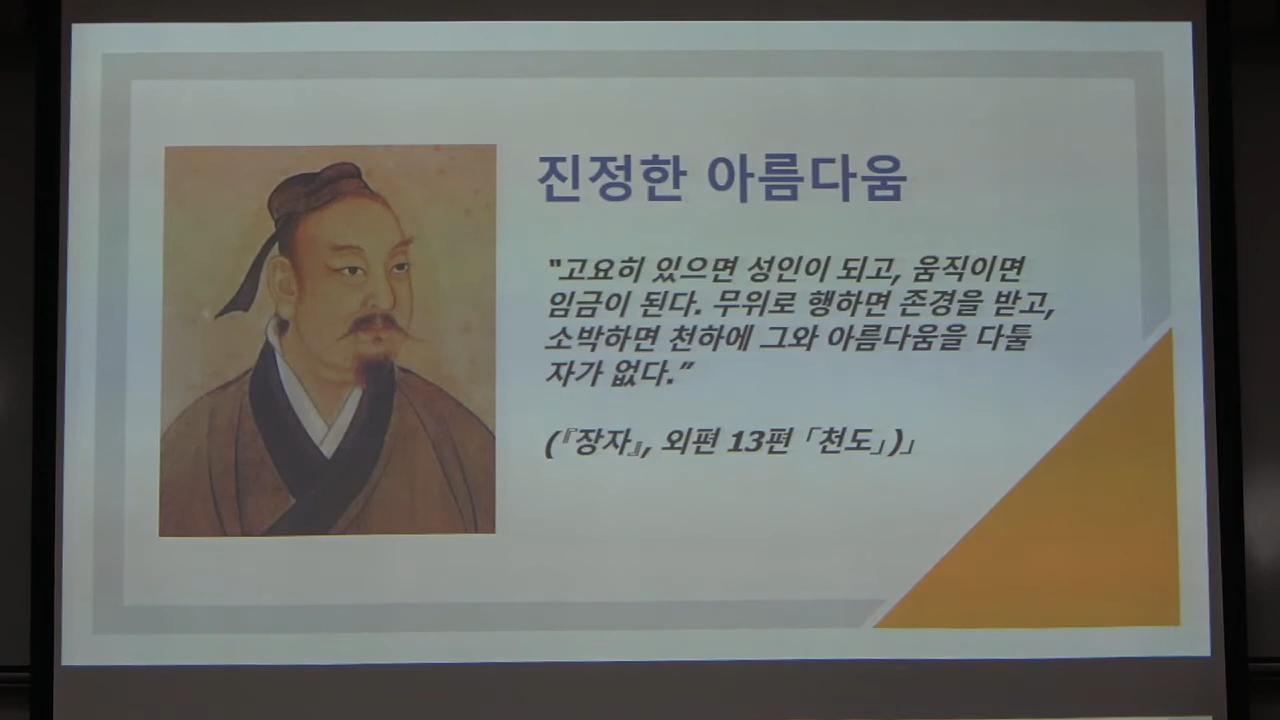 진정한 아름다움
"고요히 있으면 성인이 되고, 움직이면
임금이 된다. 무위로 행하면 존경을 받고,
소박하면 천하에 그와 아름다움을 다툴
자가 없다.”
(『장자』, 외편 13편 「천도」)」